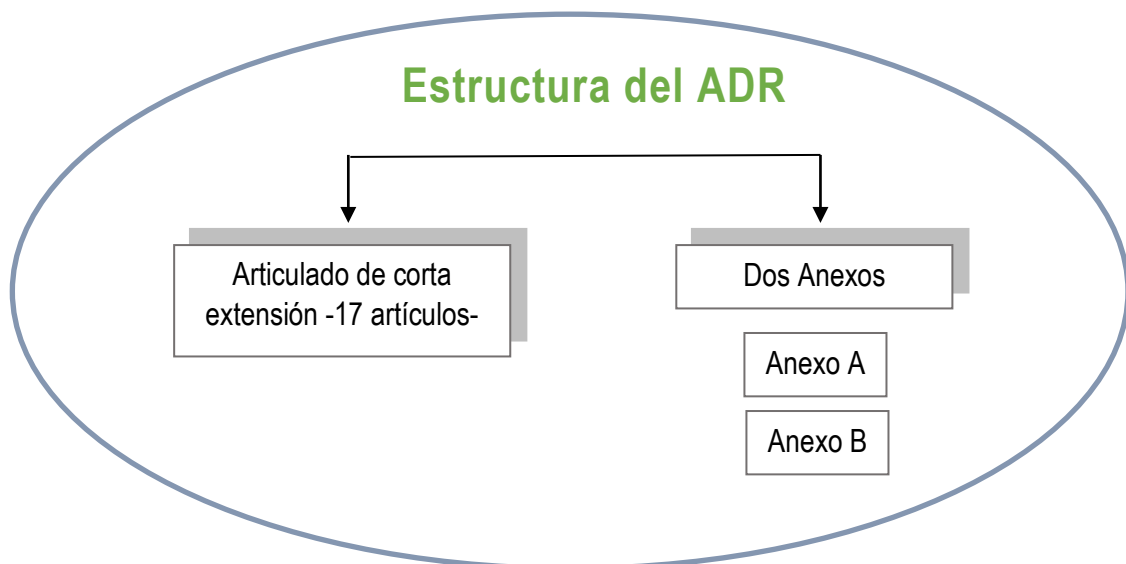 Estructura del ADR
Articulado de corta
extensión -17 artículos-
Dos Anexos
Anexo A
Anexo B